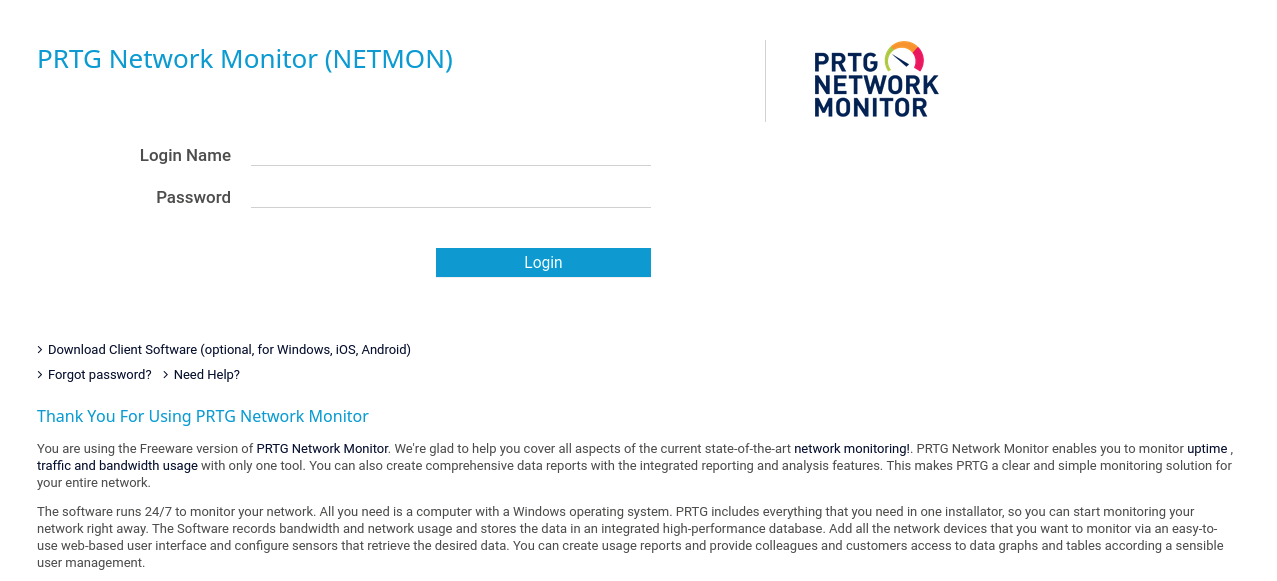 PRTG Network Monitor (NETMON)
PRTG
NETWORK
MONITOR
Login Name
Password
Login
Download Client Software (optional, for Windows, iOS, Android)
Forgot password? Need Help?
Thank You For Using PRTG Network Monitor
You are using the Freeware version of PRTG Network Monitor. We're glad to help you cover all aspects of the current state-of-the-art network monitoring!. PRTG Network Monitor enables you to monitor uptime ,
traffic and bandwidth usage with only one tool. You can also create comprehensive data reports with the integrated reporting and analysis features. This makes PRTG a clear and simple monitoring solution for
your entire network.
The software runs 24/7 to monitor your network. All you need is a computer with a Windows operating system. PRTG includes everything that you need in one installer, so you can start monitoring your
network right away. The Software records bandwidth and network usage and stores the data in an integrated high-performance database. Add all the network devices that you want to monitor via an easy-to-
use web-based user interface and configure sensors that retrieve the desired data. You can create usage reports and provide colleagues and customers access to data graphs and tables according a sensible
user management.